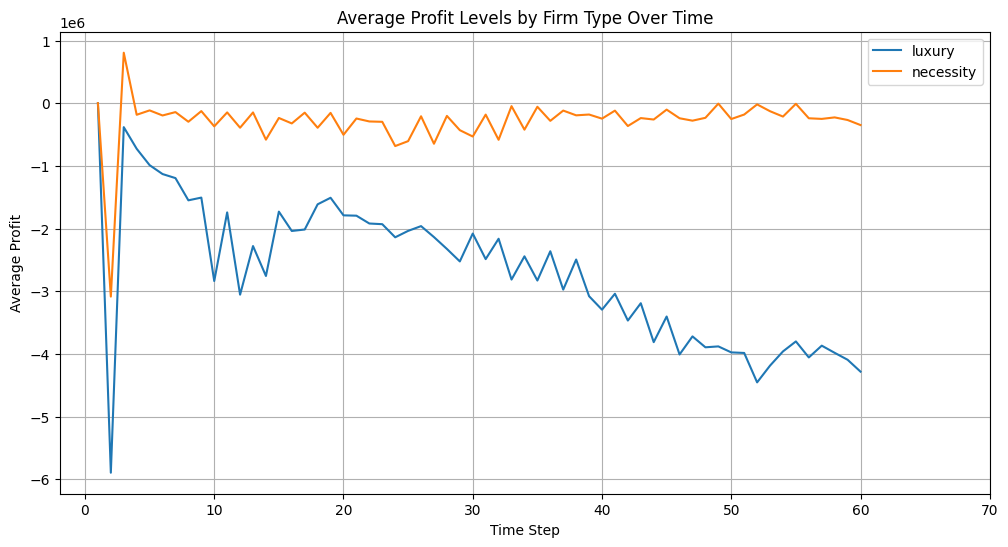 Average Profit Levels by Firm Type Over Time
1e6
luxury
necessity
1
0
−1
−2
−3
−4
−5
−6
Average Profit
0 10 20 30 40 50 60 70
Time Step